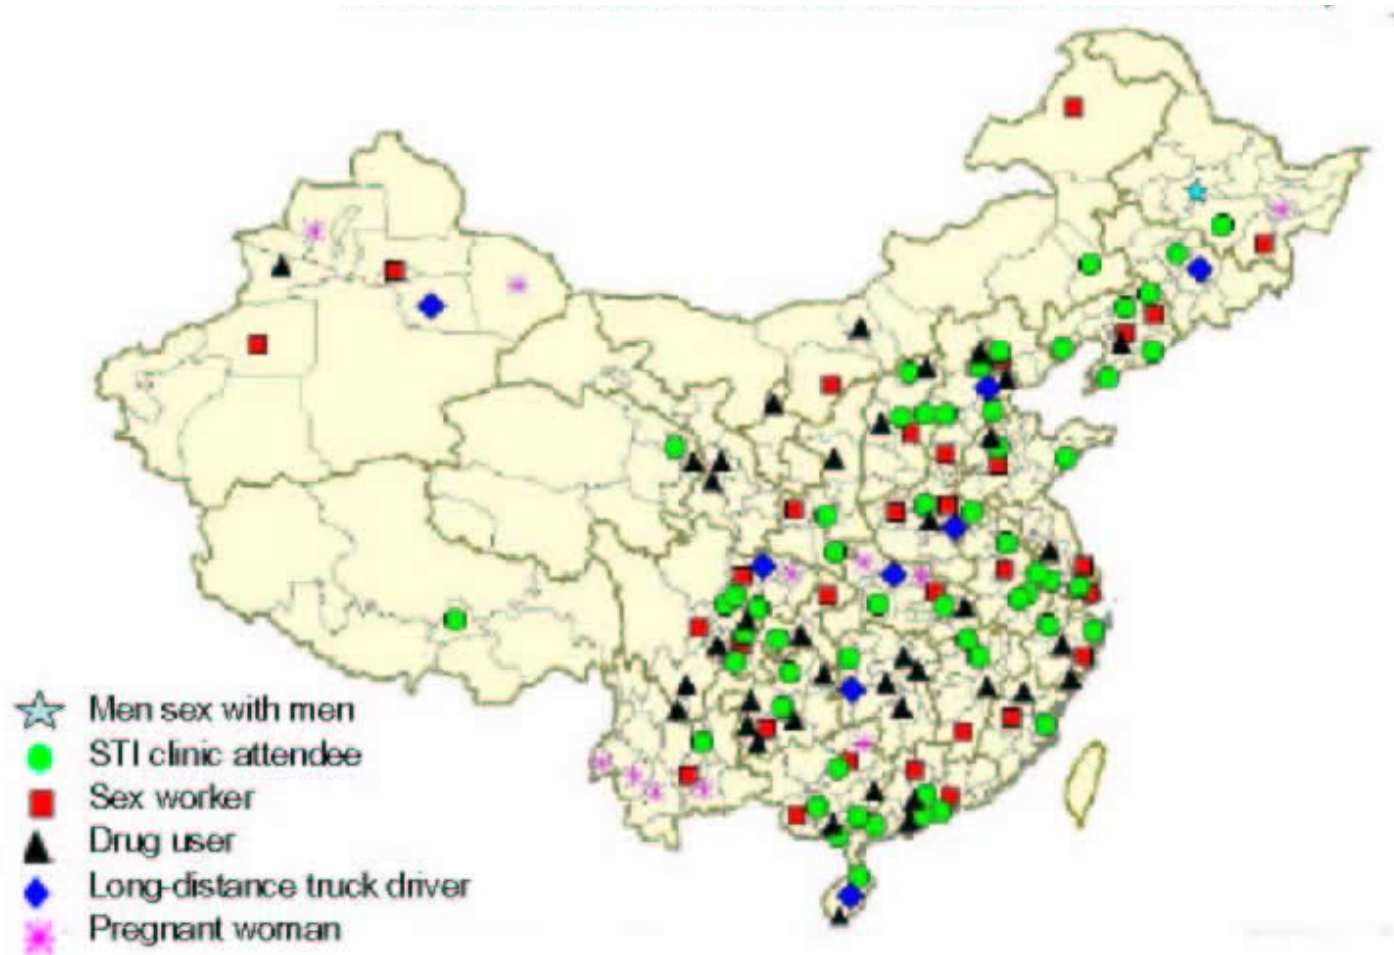 Men sex with men
STI clinic attendee
Sex worker
Drug user
Long-distance truck driver
Pregnant woman